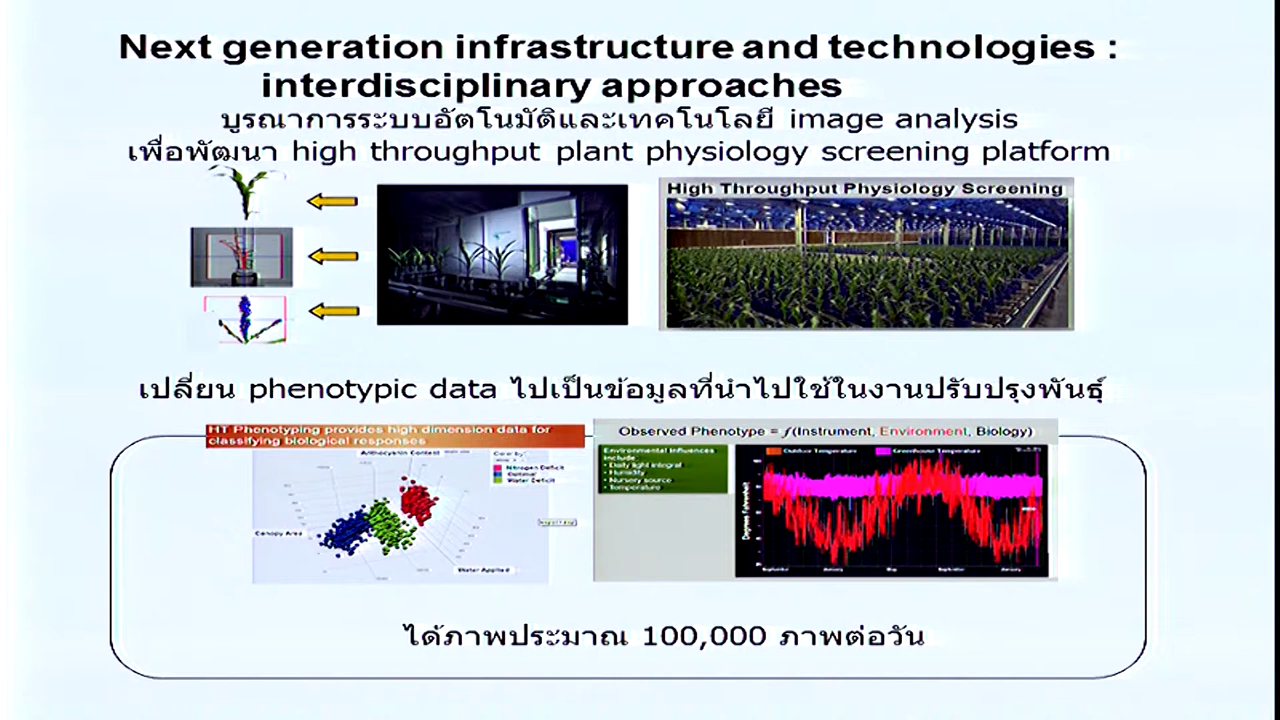 Next generation infrastructure and technologies :
interdisciplinary approaches
บูรณาการระบบอัตโนมัติและเทคโนโลยี image analysis
เพื่อพัฒนา high throughput plant physiology screening platform
High Throughput Physiology Screening
เปลี่ยน phenotypic data ไปเป็นข้อมูลที่นำไปใช้ในงานปรับปรุงพันธุ์
HT Phenotyping provides high dimension data for
classifying biological responses
Anthocyanin Content
Nitrogen Deficit
Optimal
Water Deficit
Canopy Area
Water Applied
Observed Phenotype = ƒ(Instrument, Environment, Biology)
Environmental Influences
include
• Daily light integral
• Humidity
• Nursery source
• Temperature
Outdoor Temperature
Greenhouse Temperature
Degrees Fahrenheit
September January May September January
ได้ภาพประมาณ 100,000 ภาพต่อวัน